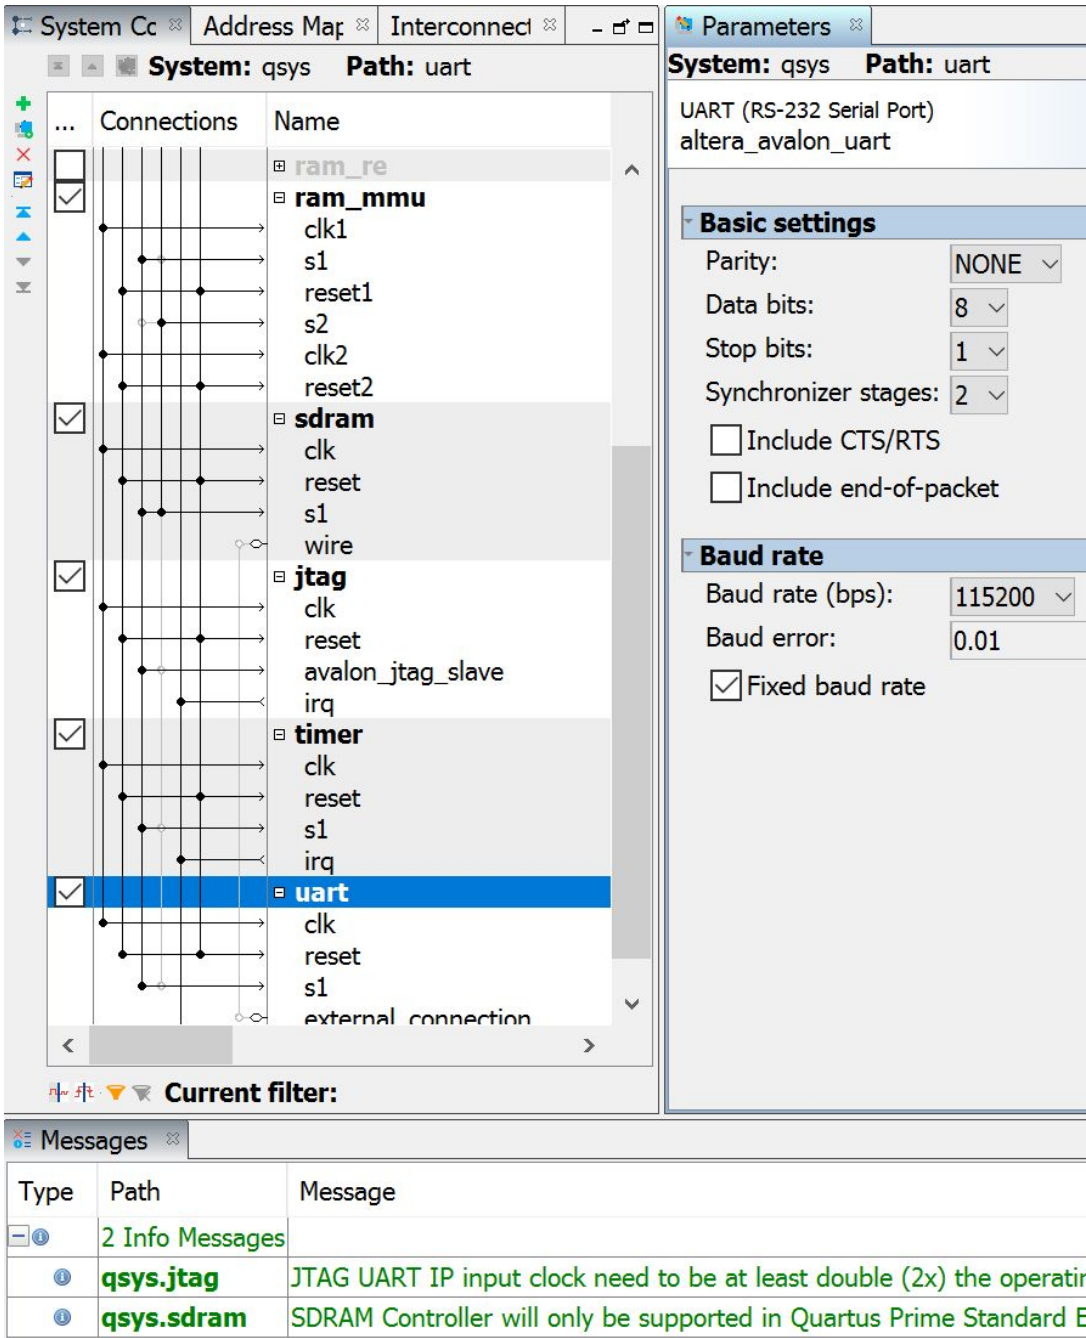 System Cc
Address Map
Interconnect
System: qsys Path: uart
... Connections Name
ram_re
ram_mmu
clk1
s1
reset1
s2
clk2
reset2
sdram
clk
reset
s1
wire
jtag
clk
reset
avalon_jtag_slave
irq
timer
clk
reset
s1
irq
uart
clk
reset
s1
external_connection
Current filter:
Parameters
System: qsys Path: uart
UART (RS-232 Serial Port)
altera_avalon_uart
Basic settings
Parity: NONE
Data bits: 8
Stop bits: 1
Synchronizer stages: 2
Include CTS/RTS
Include end-of-packet
Baud rate
Baud rate (bps): 115200
Baud error: 0.01
Fixed baud rate
Messages
Type Path Message
2 Info Messages
qsys.jtag JTAG UART IP input clock need to be at least double (2x) the operatin
qsys.sdram SDRAM Controller will only be supported in Quartus Prime Standard E